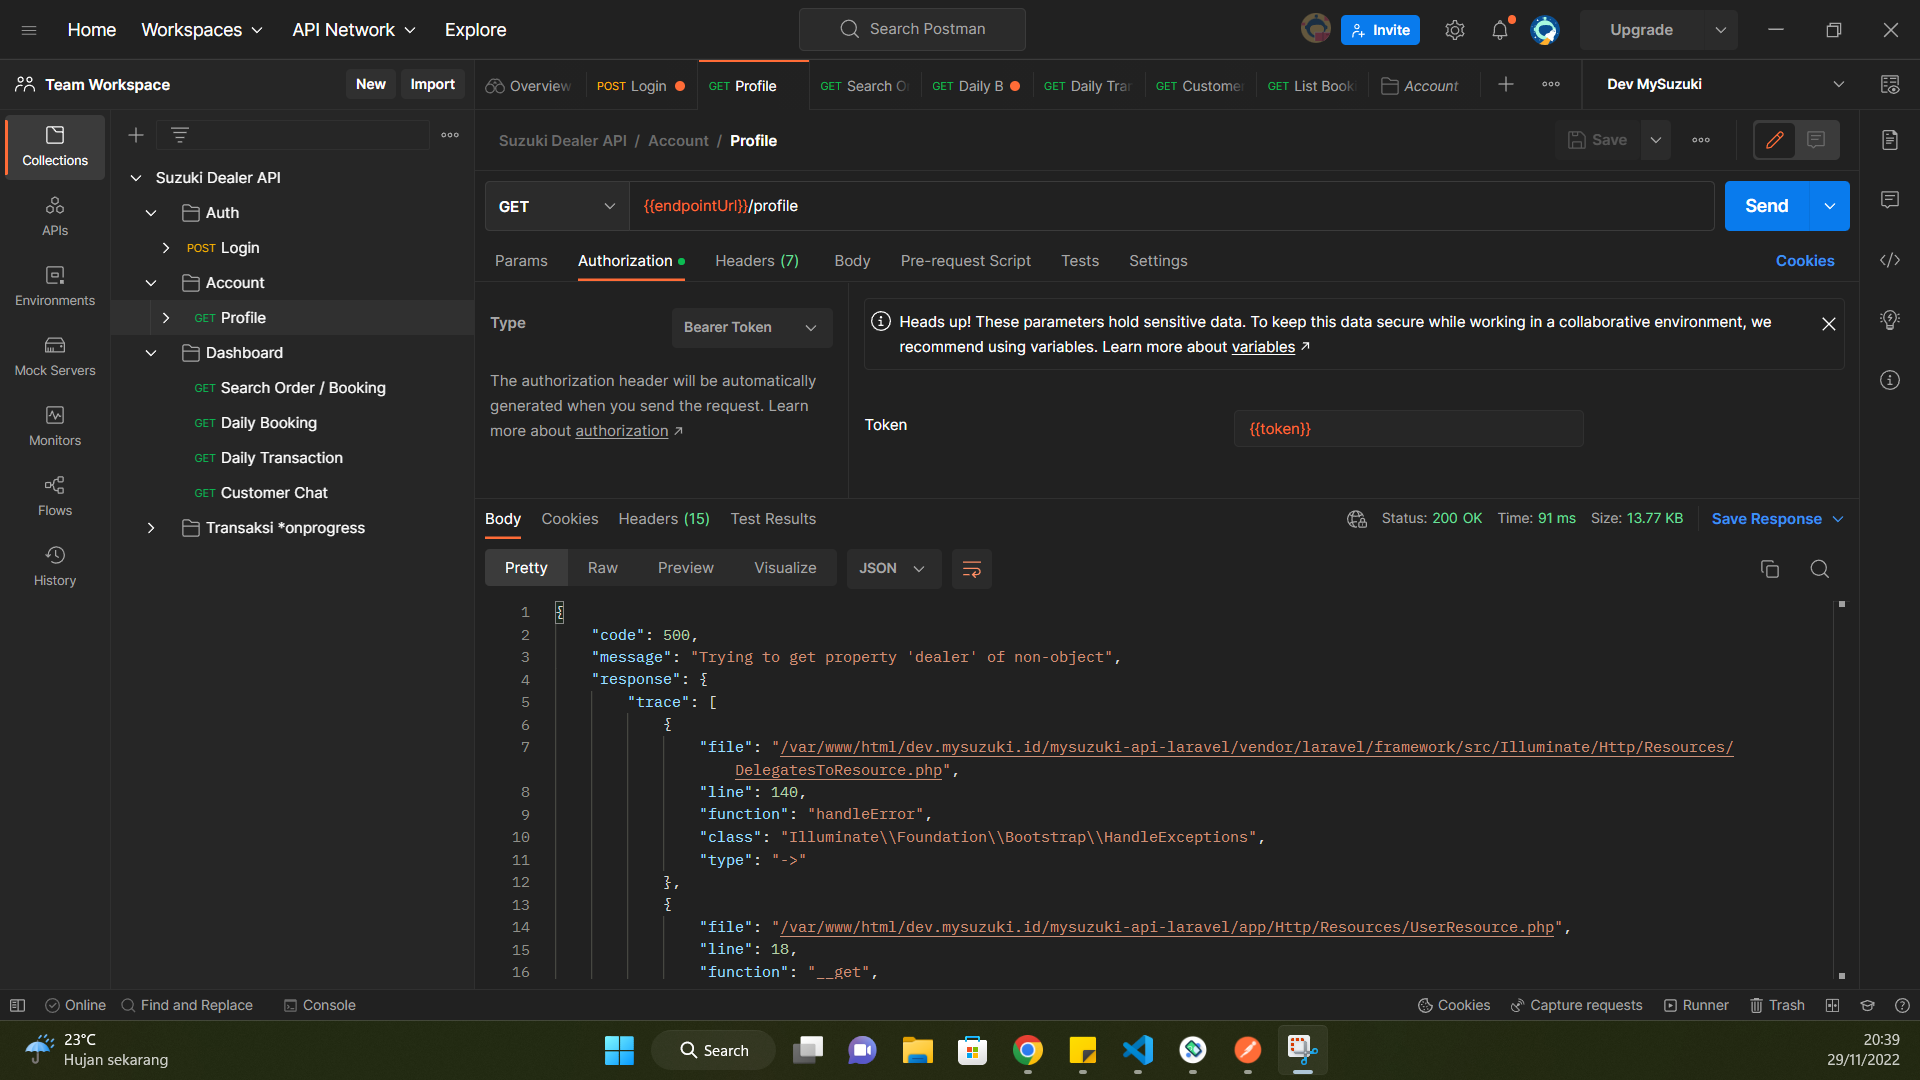 Home
Workspaces
API Network
Explore
Search Postman
Invite
Upgrade
Team Workspace
New
Import
Overview
POST Login
GET Profile
GET Search O
GET Daily B
GET Daily Tra
GET Custome
GET List Book
Account
Dev MySuzuki
Collections
APIs
Environments
Mock Servers
Monitors
Flows
History
Suzuki Dealer API
Auth
POST Login
Account
GET Profile
Dashboard
GET Search Order / Booking
GET Daily Booking
GET Daily Transaction
GET Customer Chat
Transaksi *onprogress
Suzuki Dealer API / Account / Profile
Save
GET
{{endpointUrl}}/profile
Send
Params
Authorization
Headers (7)
Body
Pre-request Script
Tests
Settings
Cookies
Type
Bearer Token
The authorization header will be automatically
generated when you send the request. Learn
more about authorization ↗
Heads up! These parameters hold sensitive data. To keep this data secure while working in a collaborative environment, we
recommend using variables. Learn more about variables ↗
Token
{{token}}
Body
Cookies
Headers (15)
Test Results
Status: 200 OK
Time: 91 ms
Size: 13.77 KB
Save Response
Pretty
Raw
Preview
Visualize
JSON
1 {
2 "code": 500,
3 "message": "Trying to get property 'dealer' of non-object",
4 "response": {
5 "trace": [
6 {
7 "file": "/var/www/html/dev.mysuzuki.id/mysuzuki-api-laravel/vendor/laravel/framework/src/Illuminate/Http/Resources/
DelegatesToResource.php",
8 "line": 140,
9 "function": "handleError",
10 "class": "Illuminate\\Foundation\\Bootstrap\\HandleExceptions",
11 "type": "->"
12 },
13 {
14 "file": "/var/www/html/dev.mysuzuki.id/mysuzuki-api-laravel/app/Http/Resources/UserResource.php",
15 "line": 18,
16 "function": "__get",
Online
Find and Replace
Console
Cookies
Capture requests
Runner
Trash
23°C
Hujan sekarang
Search
20:39
29/11/2022